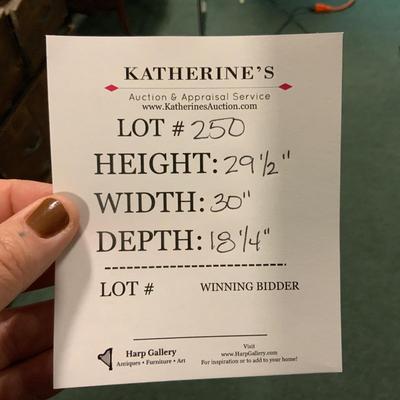 KATHERINE'S
Auction & Appraisal Service
www.KatherinesAuction.com
LOT # 250
HEIGHT: 29 1/2"
WIDTH: 30"
DEPTH: 18 1/4"
LOT # WINNING BIDDER
Harp Gallery
Antiques • Furniture • Art
Visit
www.HarpGallery.com
For inspiration or to add to your home!